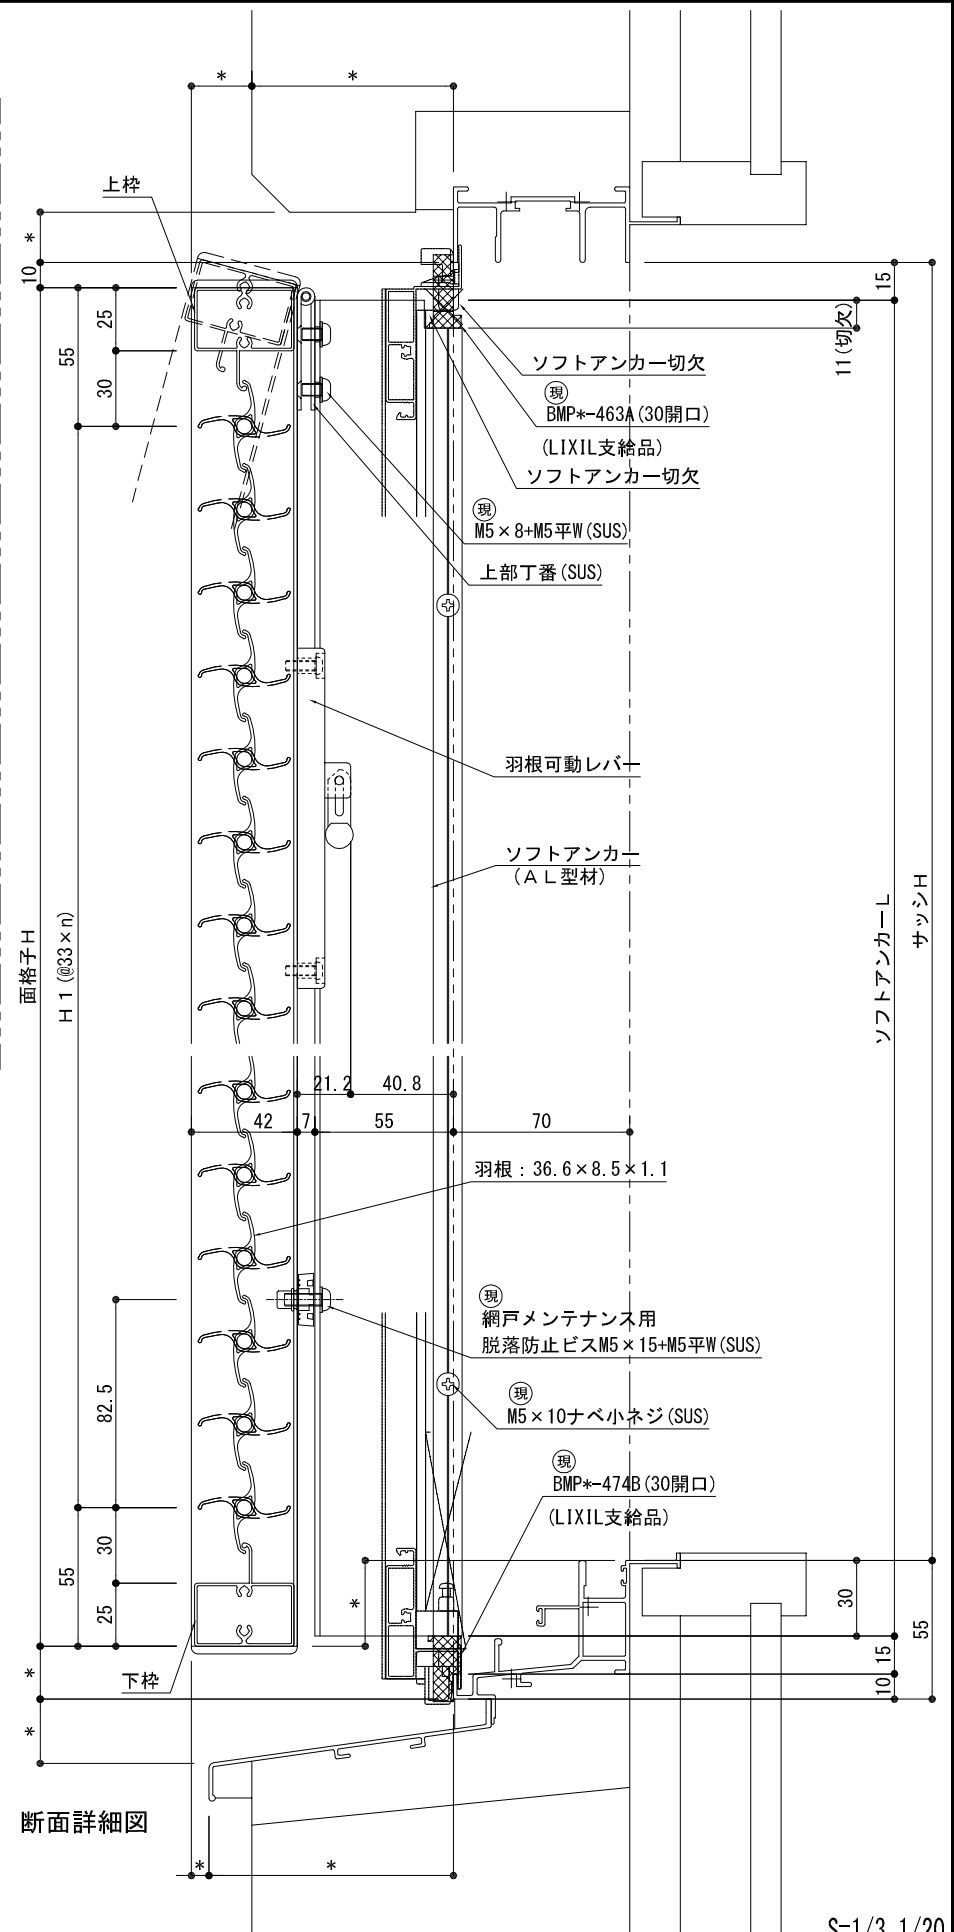 *
*
上枠
*
10
15
25
55
30
11(切欠)
ソフトアンカー切欠
現
BMP*-463A(30開口)
(LIXIL支給品)
ソフトアンカー切欠
現
M5×8+M5平W(SUS)
上部丁番(SUS)
羽根可動レバー
ソフトアンカー
(AL型材)
面格子H
H1(@33×n)
ソフトアンカーL
サッシH
21.2
40.8
42
7
55
70
羽根：36.6×8.5×1.1
現
網戸メンテナンス用
脱落防止ビスM5×15+M5平W(SUS)
82.5
現
M5×10ナベ小ネジ(SUS)
現
BMP*-474B(30開口)
(LIXIL支給品)
30
55
25
*
30
55
15
10
*
下枠
*
断面詳細図
*
*
S=1/3,1/20